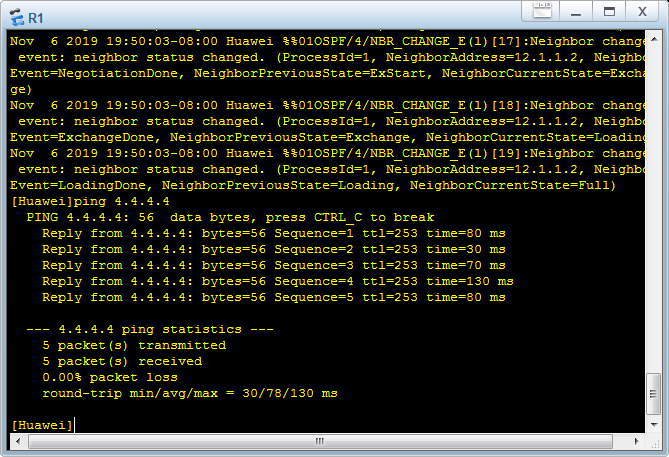 R1
Nov  6 2019 19:50:03-08:00 Huawei %%01OSPF/4/NBR_CHANGE_E(l)[17]:Neighbor change
 event: neighbor status changed. (ProcessId=1, NeighborAddress=12.1.1.2, Neighb
Event=NegotiationDone, NeighborPreviousState=ExStart, NeighborCurrentState=Excha
ge)
Nov  6 2019 19:50:03-08:00 Huawei %%01OSPF/4/NBR_CHANGE_E(l)[18]:Neighbor change
 event: neighbor status changed. (ProcessId=1, NeighborAddress=12.1.1.2, Neighb
Event=ExchangeDone, NeighborPreviousState=Exchange, NeighborCurrentState=Loading
Nov  6 2019 19:50:03-08:00 Huawei %%01OSPF/4/NBR_CHANGE_E(l)[19]:Neighbor change
 event: neighbor status changed. (ProcessId=1, NeighborAddress=12.1.1.2, Neighb
Event=LoadingDone, NeighborPreviousState=Loading, NeighborCurrentState=Full)
[Huawei]ping 4.4.4.4
  PING 4.4.4.4: 56  data bytes, press CTRL_C to break
    Reply from 4.4.4.4: bytes=56 Sequence=1 ttl=253 time=80 ms
    Reply from 4.4.4.4: bytes=56 Sequence=2 ttl=253 time=30 ms
    Reply from 4.4.4.4: bytes=56 Sequence=3 ttl=253 time=70 ms
    Reply from 4.4.4.4: bytes=56 Sequence=4 ttl=253 time=130 ms
    Reply from 4.4.4.4: bytes=56 Sequence=5 ttl=253 time=80 ms
  --- 4.4.4.4 ping statistics ---
    5 packet(s) transmitted
    5 packet(s) received
    0.00% packet loss
    round-trip min/avg/max = 30/78/130 ms
[Huawei]